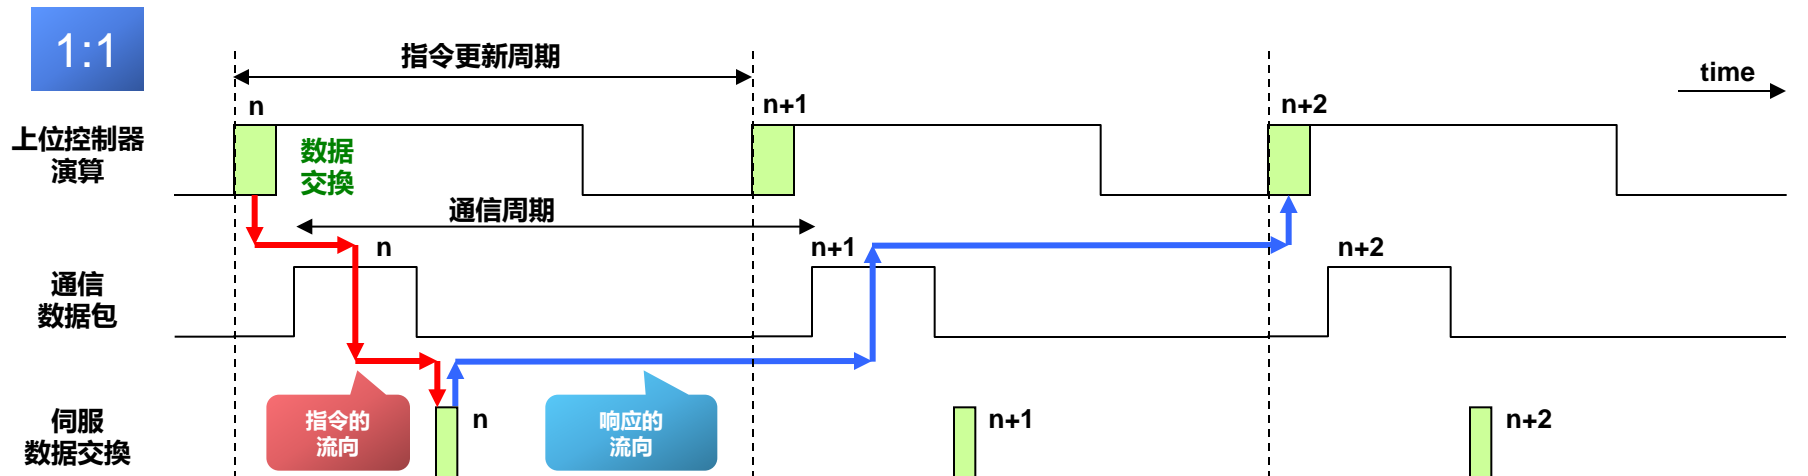 1:1
指令更新周期
time
n
n+1
n+2
上位控制器
演算
数据
交换
通信周期
n
n+1
n+2
通信
数据包
指令的
流向
响应的
流向
伺服
数据交换
n
n+1
n+2